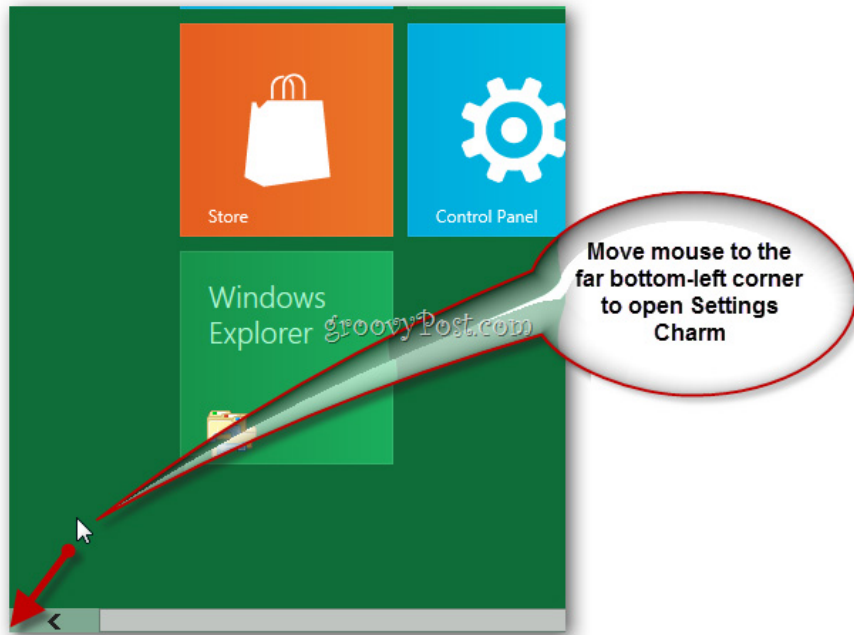 Store
Control Panel
Windows
Explorer
groovyPost.com
Move mouse to the
far bottom-left corner
to open Settings
Charm